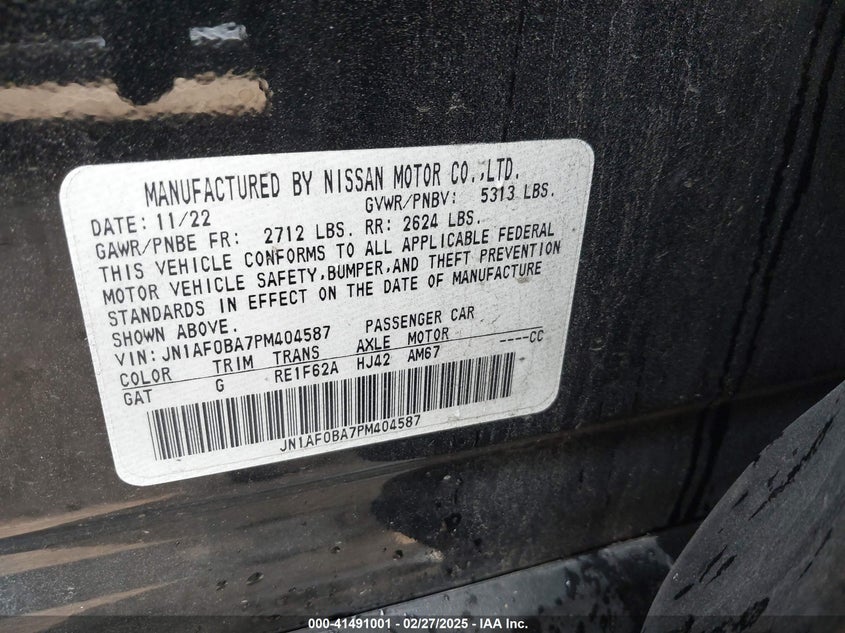 MANUFACTURED BY NISSAN MOTOR CO.,LTD.
DATE: 11/22 GVWR/PNBV: 5313 LBS.
GAWR/PNBE FR: 2712 LBS. RR: 2624 LBS.
THIS VEHICLE CONFORMS TO ALL APPLICABLE FEDERAL
MOTOR VEHICLE SAFETY,BUMPER,AND THEFT PREVENTION
STANDARDS IN EFFECT ON THE DATE OF MANUFACTURE
SHOWN ABOVE.
VIN: JN1AF0BA7PM404587 PASSENGER CAR
COLOR TRIM TRANS AXLE MOTOR ----CC
GAT G RE1F62A HJ42 AM67
JN1AF0BA7PM404587
000-41491001 - 02/27/2025 - IAA Inc.